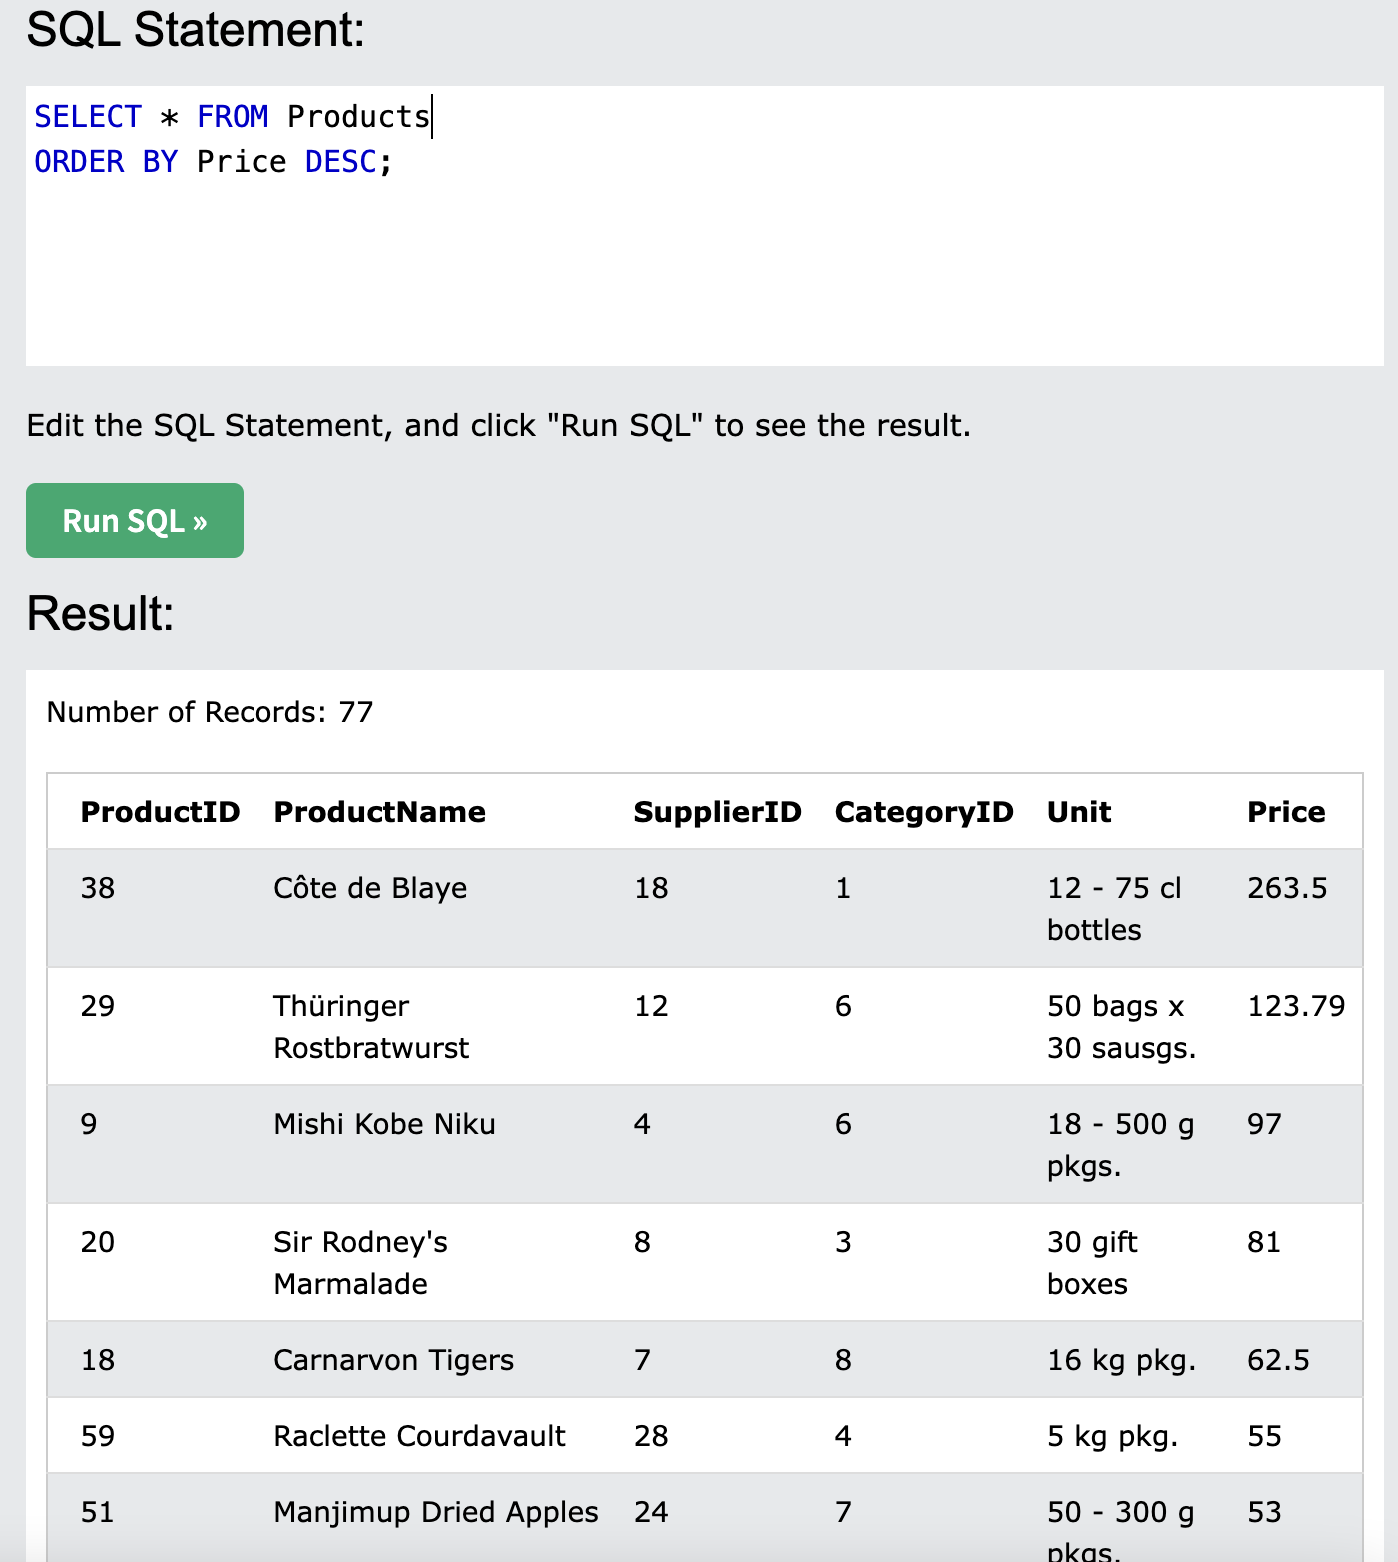 SQL Statement:
SELECT * FROM Products
ORDER BY Price DESC;
Edit the SQL Statement, and click "Run SQL" to see the result.
Run SQL »
Result:
Number of Records: 77
ProductID ProductName SupplierID CategoryID Unit Price
38 Côte de Blaye 18 1 12 - 75 cl 263.5
bottles
29 Thüringer 12 6 50 bags x 123.79
Rostbratwurst 30 sausgs.
9 Mishi Kobe Niku 4 6 18 - 500 g 97
pkgs.
20 Sir Rodney's 8 3 30 gift 81
Marmalade boxes
18 Carnarvon Tigers 7 8 16 kg pkg. 62.5
59 Raclette Courdavault 28 4 5 kg pkg. 55
51 Manjimup Dried Apples 24 7 50 - 300 g 53
pkgs.